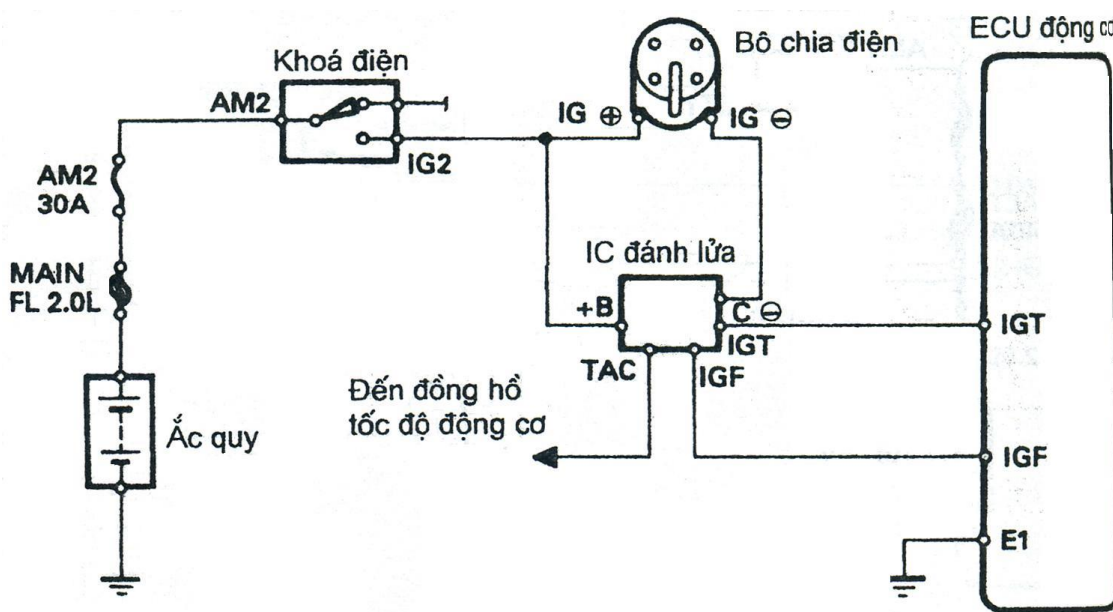 ECU động cơ
Bô chia điện
Khoá điện
AM2
IG ⊕
IG ⊖
IG2
AM2
30A
IC đánh lửa
MAIN
FL 2.0L
+B
C ⊖
IGT
IGT
TAC
IGF
Đến đồng hồ
tốc độ động cơ
Ắc quy
IGF
E1